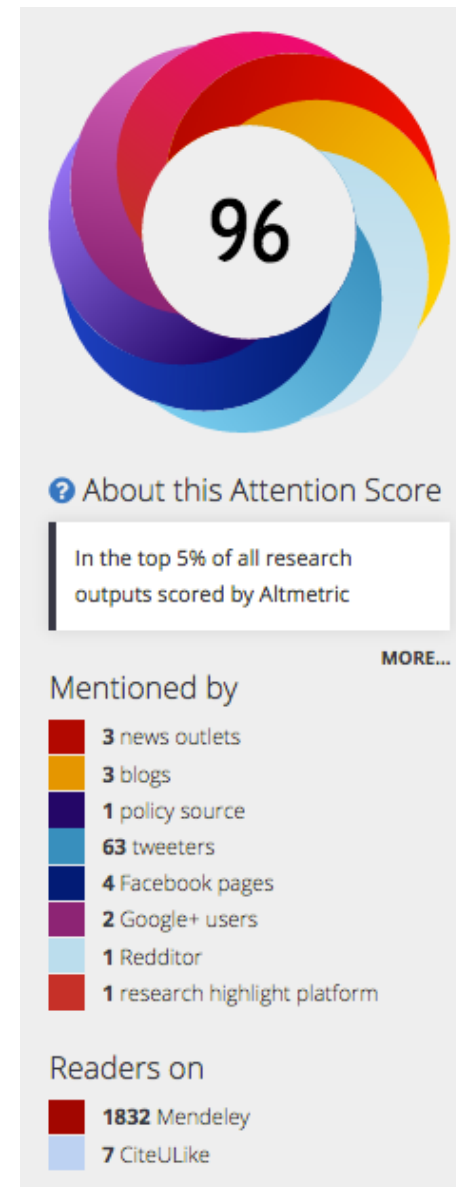 96
? About this Attention Score
In the top 5% of all research
outputs scored by Altmetric
MORE...
Mentioned by
3 news outlets
3 blogs
1 policy source
63 tweeters
4 Facebook pages
2 Google+ users
1 Redditor
1 research highlight platform
Readers on
1832 Mendeley
7 CiteULike